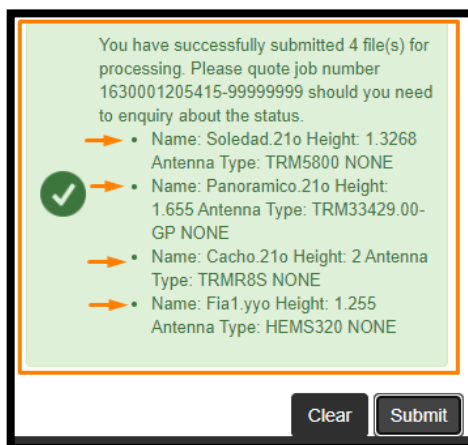 You have successfully submitted 4 file(s) for
processing. Please quote job number
1630001205415-99999999 should you need
to enquiry about the status.
• Name: Soledad.21o Height: 1.3268
Antenna Type: TRM5800 NONE
• Name: Panoramico.21o Height:
1.655 Antenna Type: TRM33429.00-
GP NONE
• Name: Cacho.21o Height: 2 Antenna
Type: TRMR8S NONE
• Name: Fia1.yyo Height: 1.255
Antenna Type: HEMS320 NONE
Clear Submit